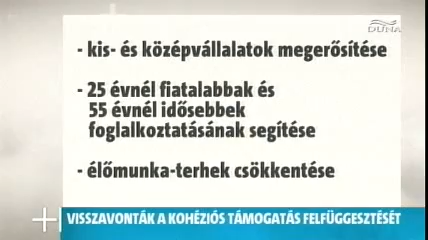 DUNA
- kis- és középvállalatok megerősítése
- 25 évnél fiatalabbak és
55 évnél idősebbek
foglalkoztatásának segítése
- élőmunka-terhek csökkentése
VISSZAVONTÁK A KOHÉZIÓS TÁMOGATÁS FELFÜGGESZTÉSÉT